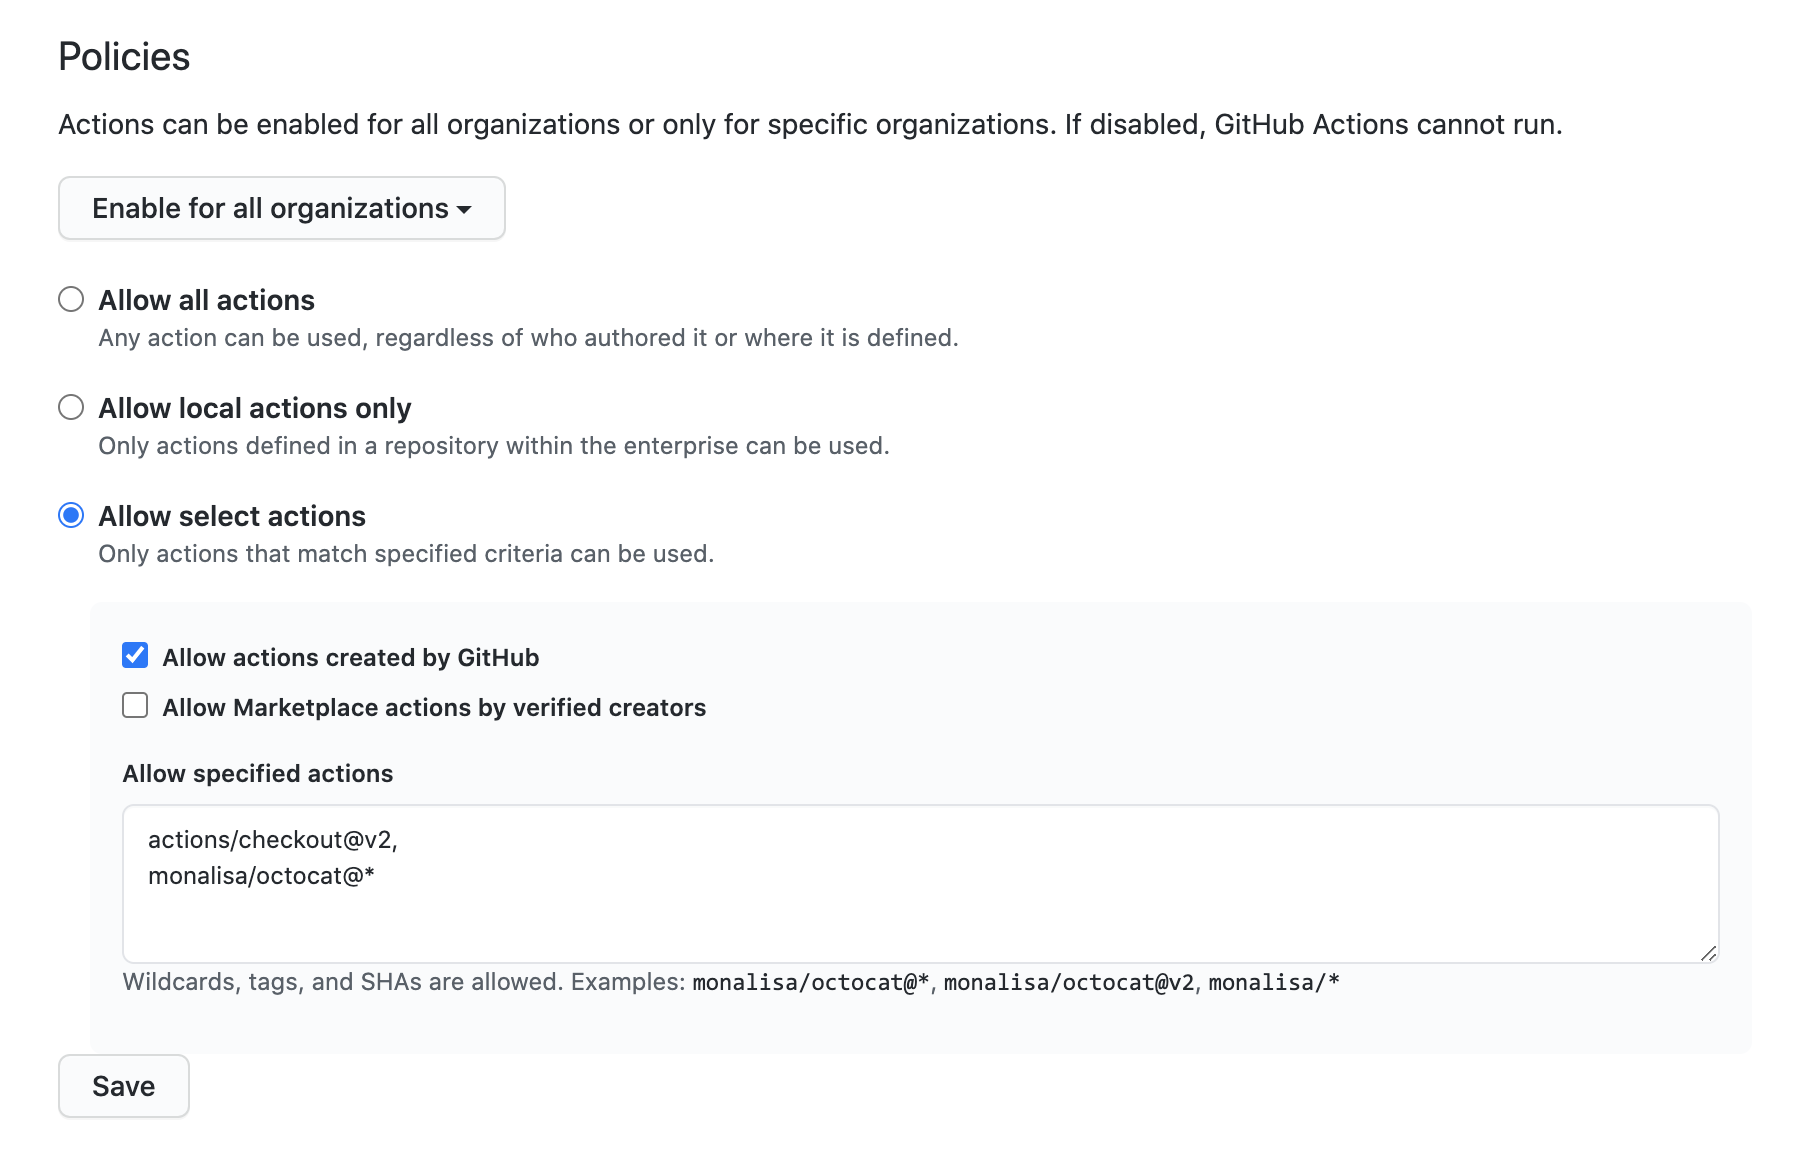 Policies
Actions can be enabled for all organizations or only for specific organizations. If disabled, GitHub Actions cannot run.
Enable for all organizations
Allow all actions
Any action can be used, regardless of who authored it or where it is defined.
Allow local actions only
Only actions defined in a repository within the enterprise can be used.
Allow select actions
Only actions that match specified criteria can be used.
Allow actions created by GitHub
Allow Marketplace actions by verified creators
Allow specified actions
actions/checkout@v2,
monalisa/octocat@*
Wildcards, tags, and SHAs are allowed. Examples: monalisa/octocat@*, monalisa/octocat@v2, monalisa/*
Save